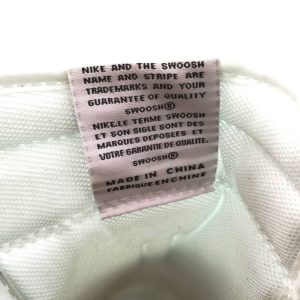 NIKE AND THE SWOOSH
NAME AND STRIPE ARE
TRADEMARKS AND YOUR
GUARANTEE OF QUALITY
SWOOSH®
NIKE,LE TERME SWOOSH
ET SON SIGLE SONT DES
MARQUES DEPOSEES ET
VOTRE GARANTIE DE QUALITE.
SWOOSH®
MADE IN CHINA
FABRIQUE EN CHINE